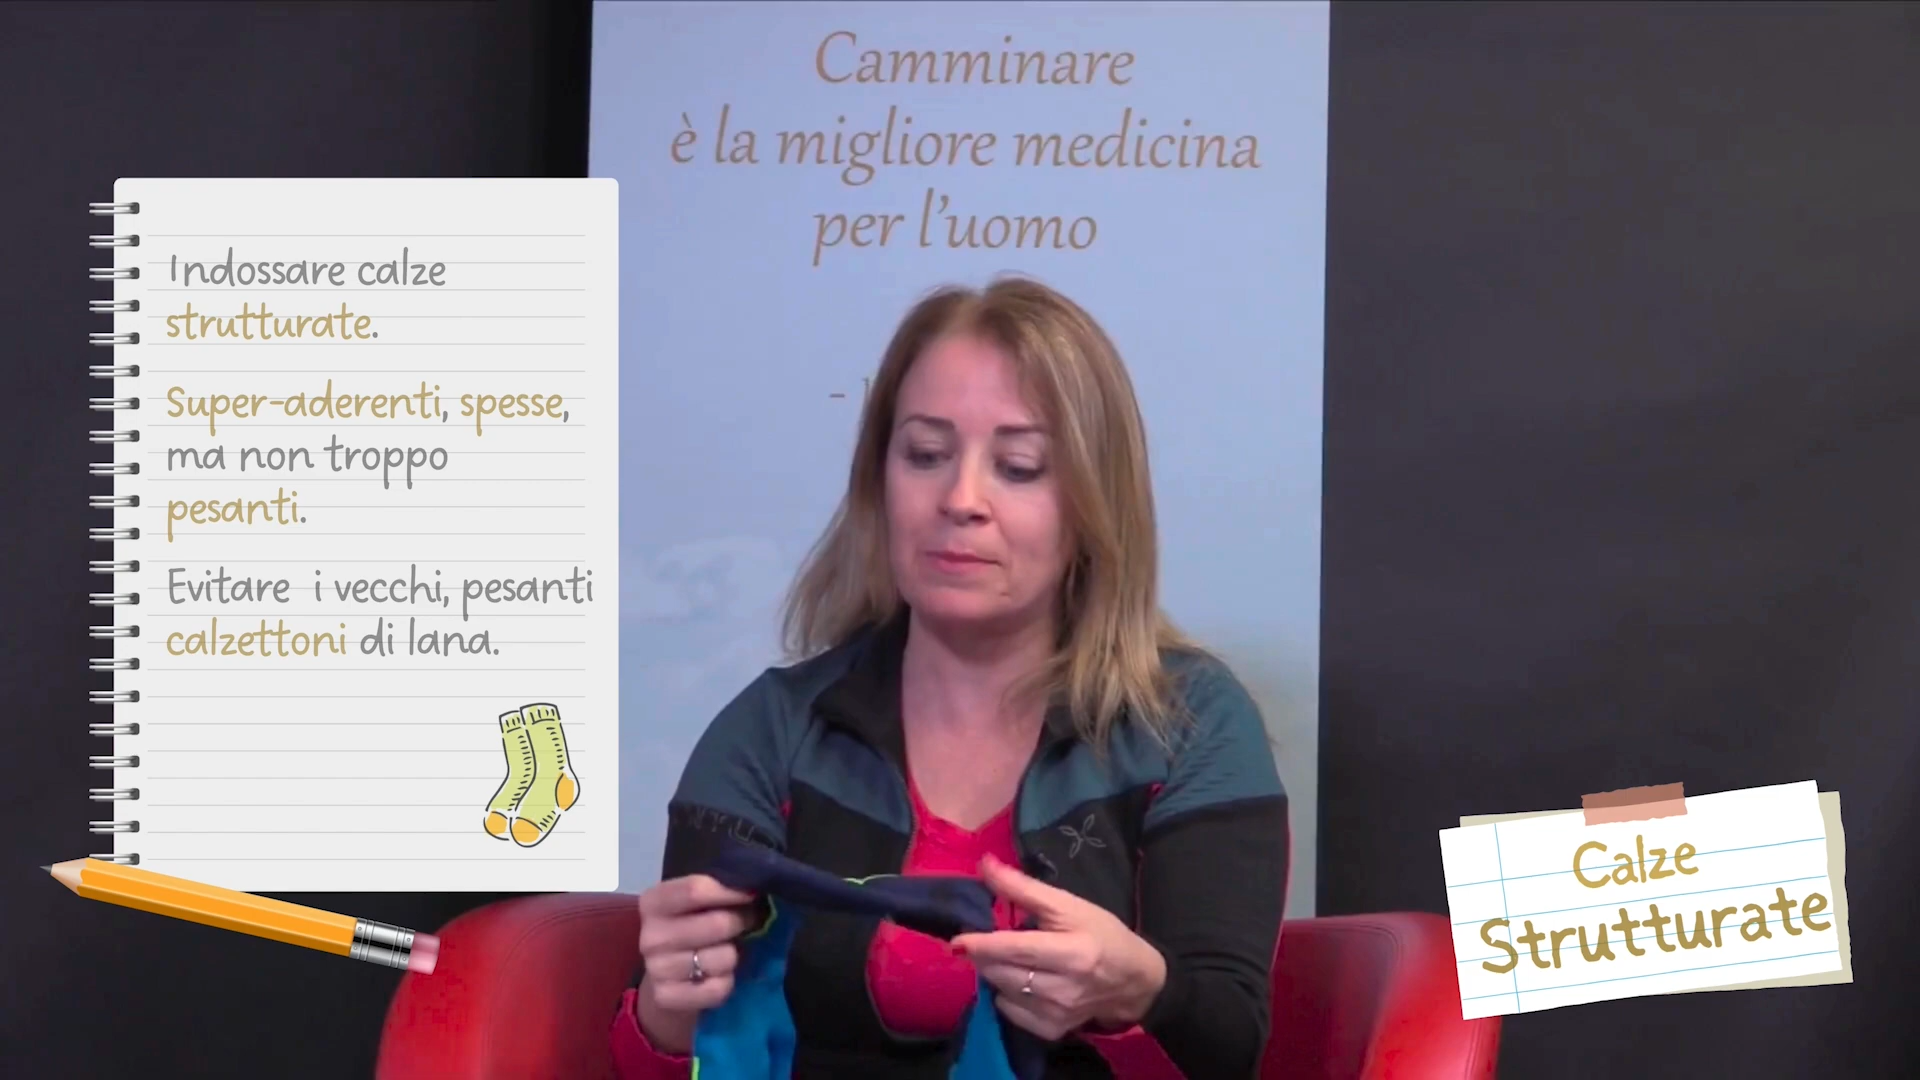 Camminare
è la migliore medicina
per l'uomo
Indossare calze
strutturate.
Super-aderenti, spesse,
ma non troppo
pesanti.
Evitare i vecchi, pesanti
calzettoni di lana.
Calze
Strutturate